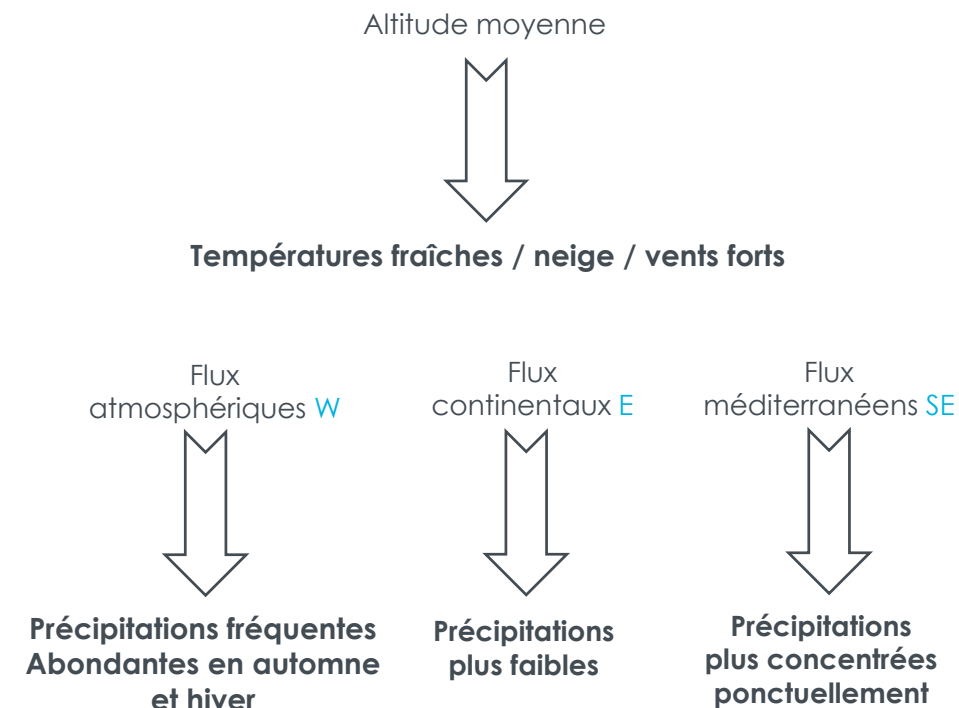 Altitude moyenne
Températures fraîches / neige / vents forts
Flux
atmosphériques W
Flux
continentaux E
Flux
méditerranéens SE
Précipitations fréquentes
Abondantes en automne
et hiver
Précipitations
plus faibles
Précipitations
plus concentrées
ponctuellement